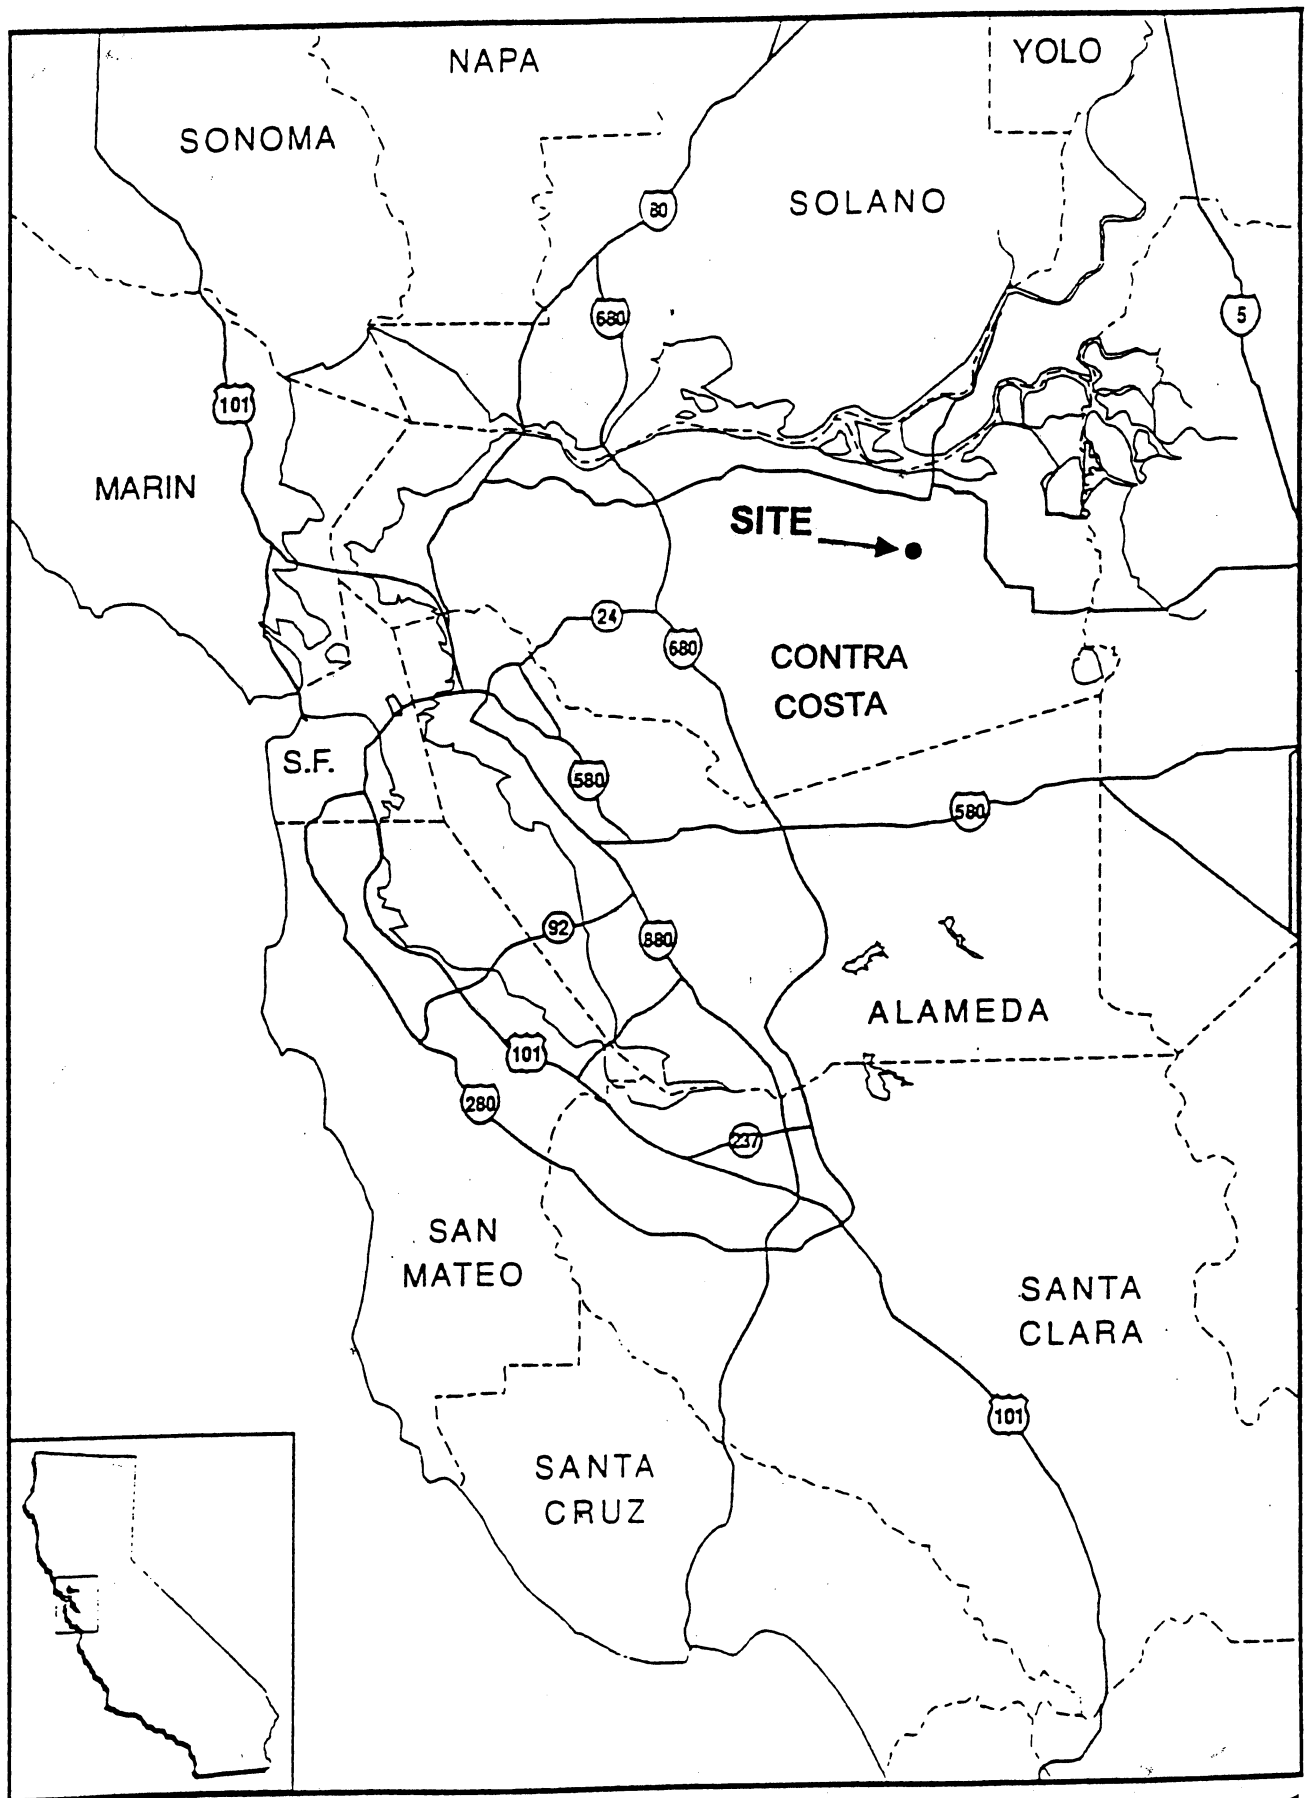 NAPA
YOLO
SONOMA
SOLANO
80
680
5
101
MARIN
SITE
24
680
CONTRA
COSTA
S.F.
580
580
92
880
ALAMEDA
101
280
237
SAN
MATEO
SANTA
CLARA
101
SANTA
CRUZ